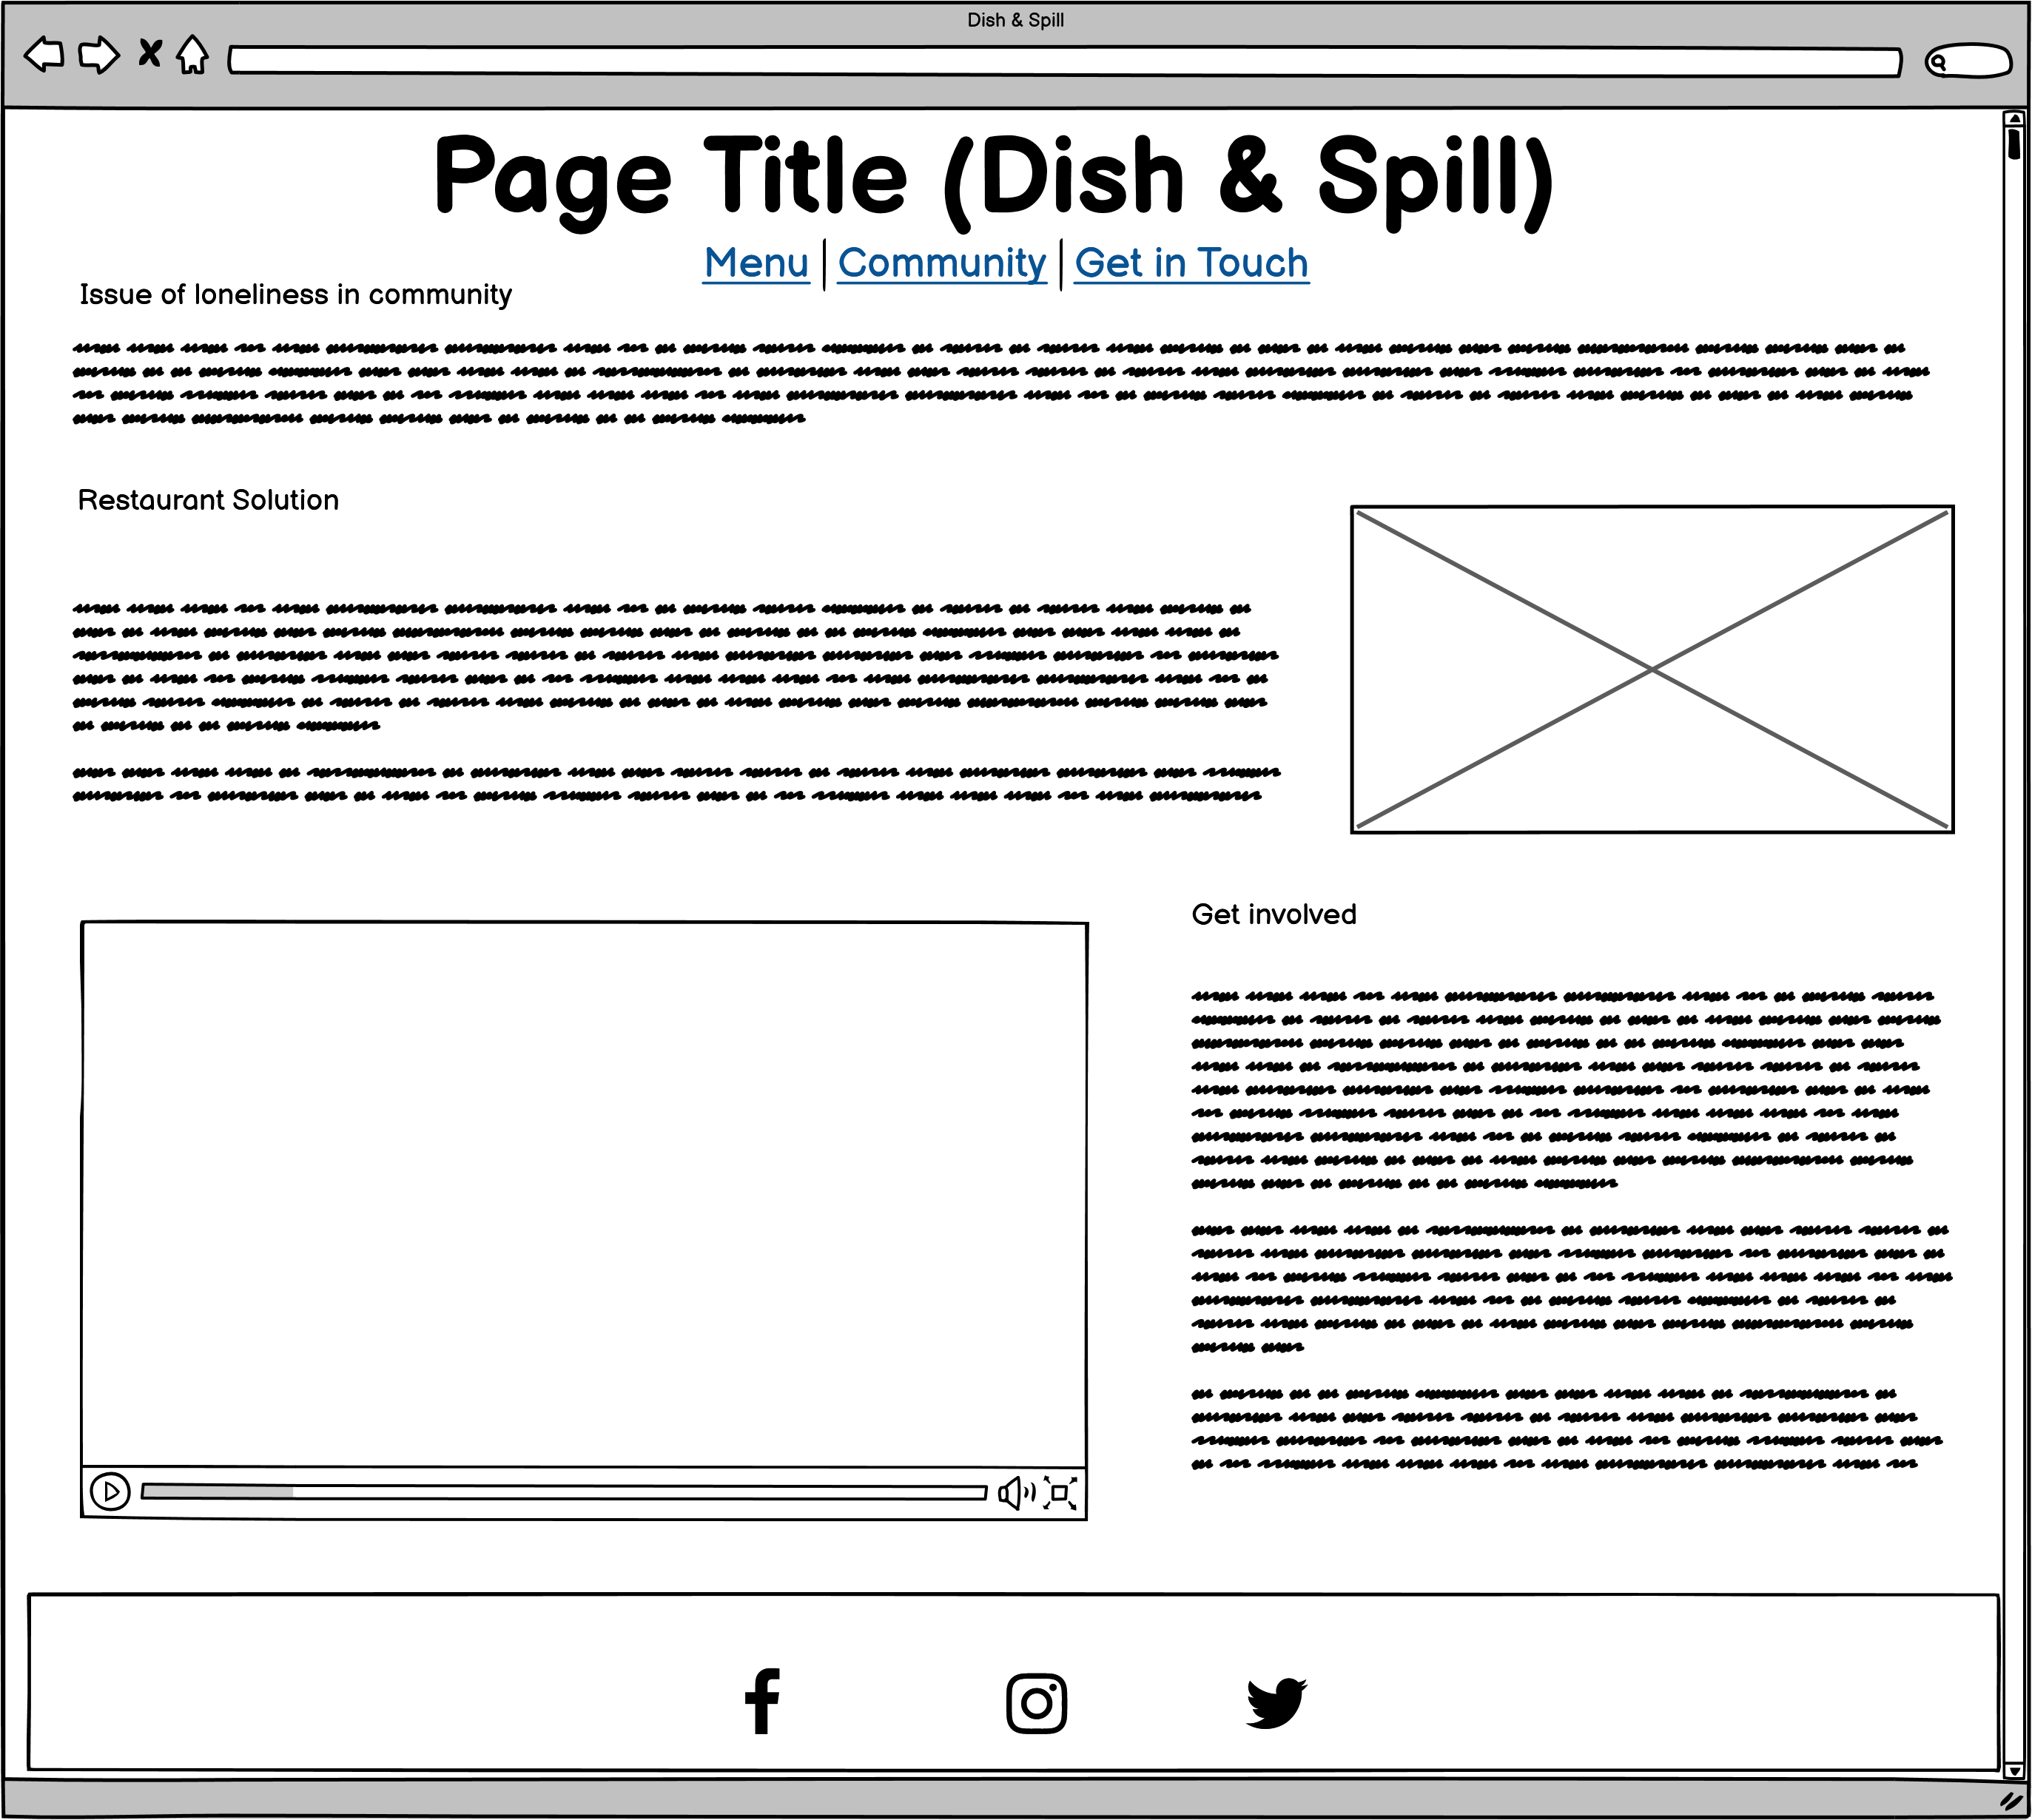 Dish & Spill
Page Title (Dish & Spill)
Menu | Community | Get in Touch
Issue of loneliness in community
Restaurant Solution
Get involved